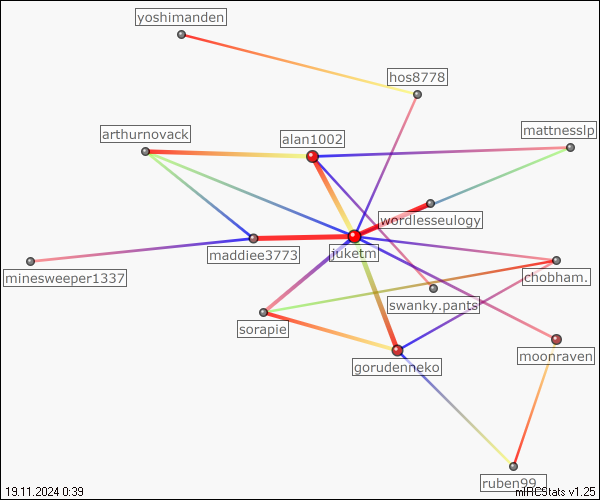 yoshimanden
hos8778
mattnesslp
arthurnovack
alan1002
wordlesseulogy
juketm
maddiee3773
minesweeper1337
chobham.
swanky.pants
sorapie
moonraven
gorudenneko
ruben99_
19.11.2024 0:39
mIRCStats v1.25